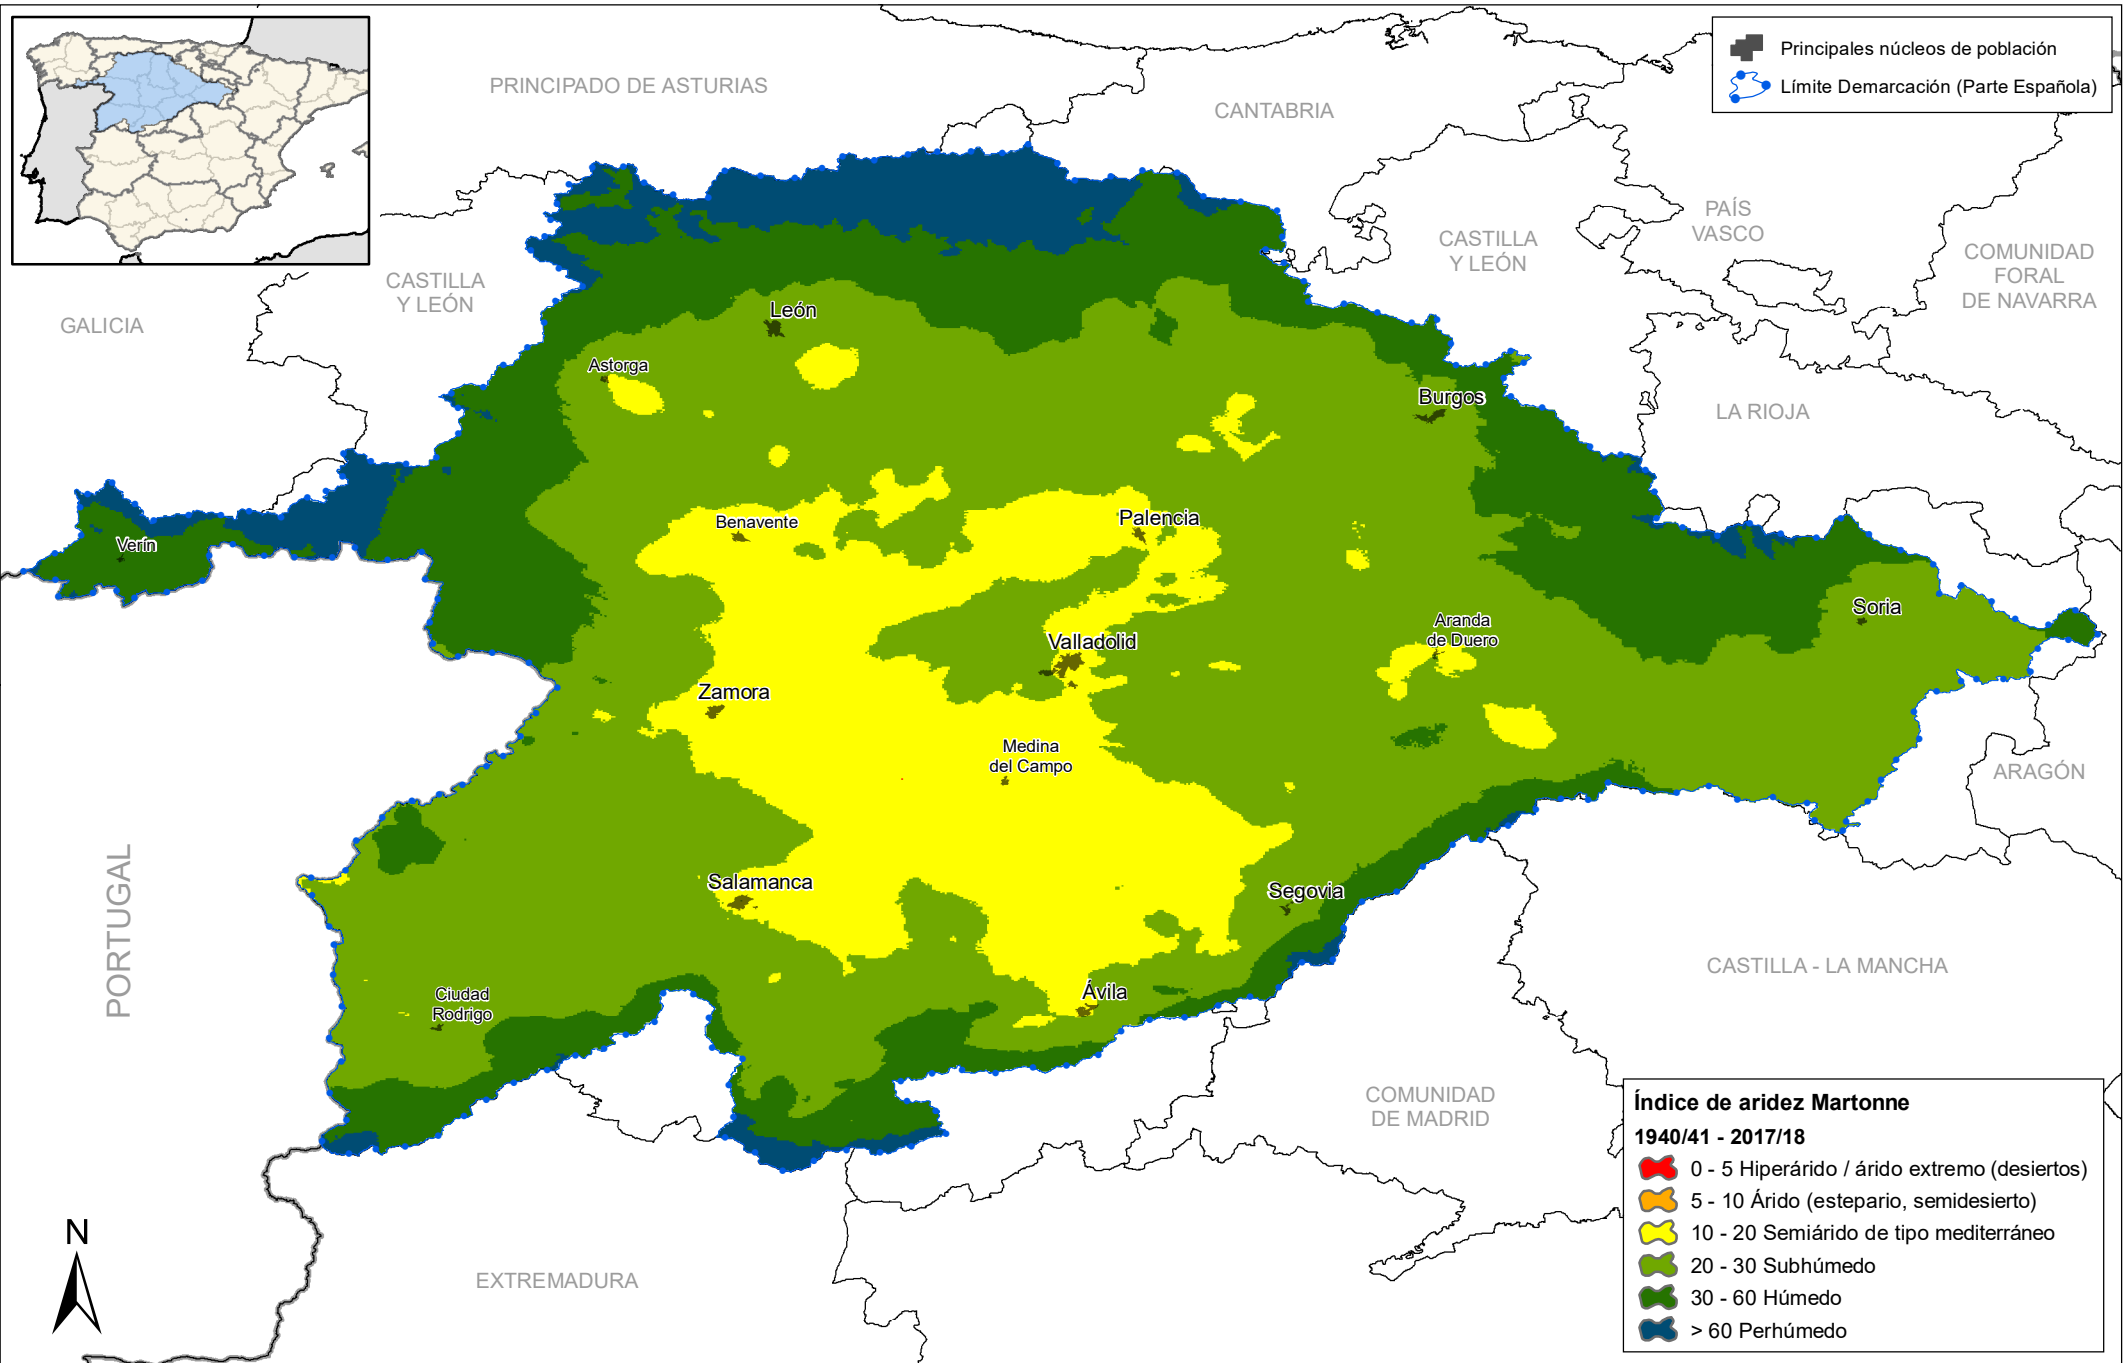 Principales núcleos de población
Límite Demarcación (Parte Española)
PRINCIPADO DE ASTURIAS
CANTABRIA
PAÍS
VASCO
CASTILLA
Y LEÓN
COMUNIDAD
FORAL
DE NAVARRA
CASTILLA
Y LEÓN
GALICIA
León
Astorga
Burgos
LA RIOJA
Benavente
Palencia
Verín
Soria
Aranda
de Duero
Valladolid
Zamora
Medina
del Campo
ARAGÓN
PORTUGAL
Salamanca
Segovia
CASTILLA - LA MANCHA
Ciudad
Rodrigo
Ávila
COMUNIDAD
DE MADRID
EXTREMADURA
N
Índice de aridez Martonne
1940/41 - 2017/18
0 - 5 Hiperárido / árido extremo (desiertos)
5 - 10 Árido (estepario, semidesierto)
10 - 20 Semiárido de tipo mediterráneo
20 - 30 Subhúmedo
30 - 60 Húmedo
> 60 Perhúmedo